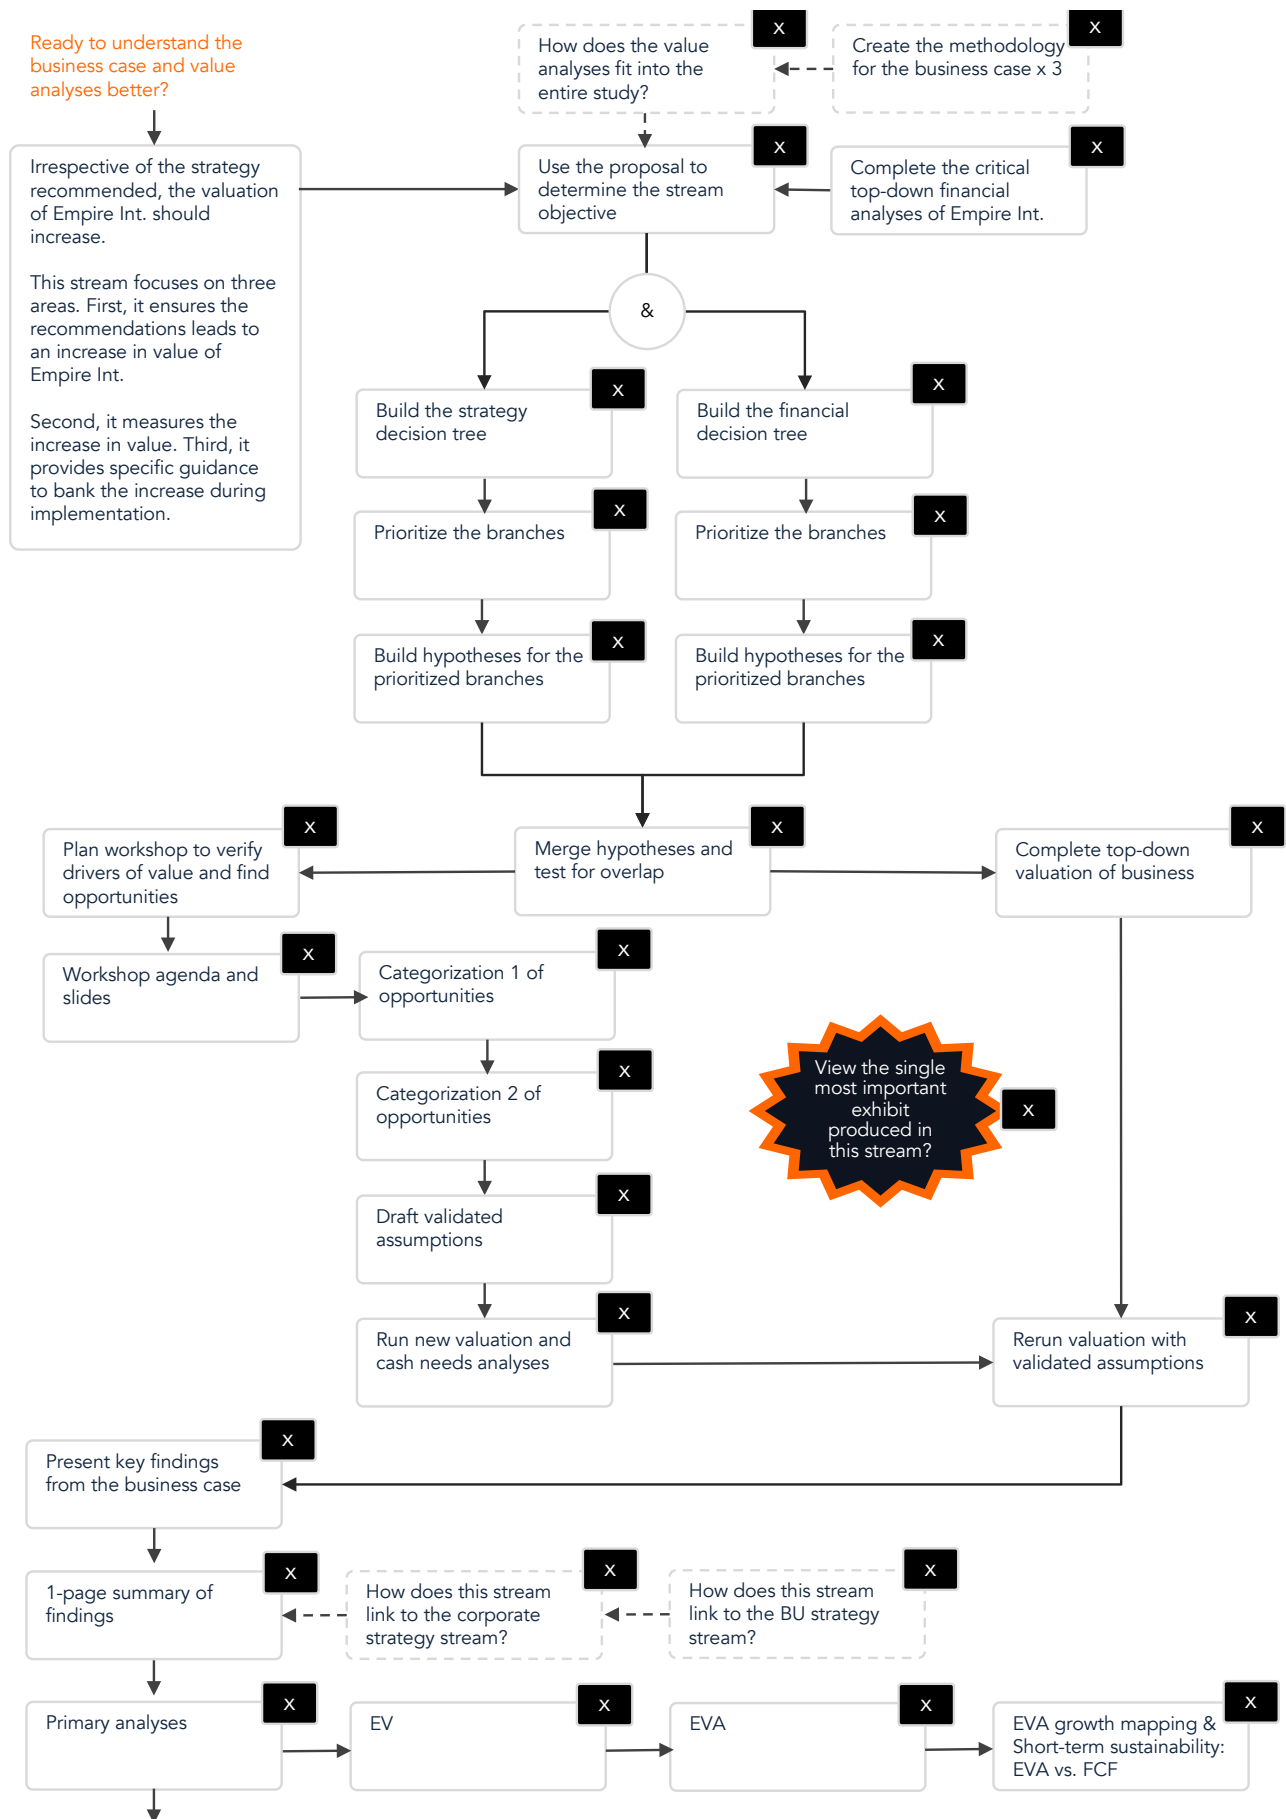 Ready to understand the
business case and value
analyses better?
X
How does the value
analyses fit into the
entire study?
X
Create the methodology
for the business case x 3
Irrespective of the strategy
recommended, the valuation
of Empire Int. should
increase.
This stream focuses on three
areas. First, it ensures the
recommendations leads to
an increase in value of
Empire Int.
Second, it measures the
increase in value. Third, it
provides specific guidance
to bank the increase during
implementation.
X
Use the proposal to
determine the stream
objective
X
Complete the critical
top-down financial
analyses of Empire Int.
&
X
Build the strategy
decision tree
X
Build the financial
decision tree
X
Prioritize the branches
X
Prioritize the branches
X
Build hypotheses for the
prioritized branches
X
Build hypotheses for the
prioritized branches
X
Plan workshop to verify
drivers of value and find
opportunities
X
Merge hypotheses and
test for overlap
X
Complete top-down
valuation of business
X
Workshop agenda and
slides
X
Categorization 1 of
opportunities
X
Categorization 2 of
opportunities
View the single
most important
exhibit
produced in
this stream?
X
X
Draft validated
assumptions
X
Run new valuation and
cash needs analyses
X
Rerun valuation with
validated assumptions
X
Present key findings
from the business case
X
1-page summary of
findings
X
How does this stream
link to the corporate
strategy stream?
X
How does this stream
link to the BU strategy
stream?
X
Primary analyses
X
EV
X
EVA
X
EVA growth mapping &
Short-term sustainability:
EVA vs. FCF